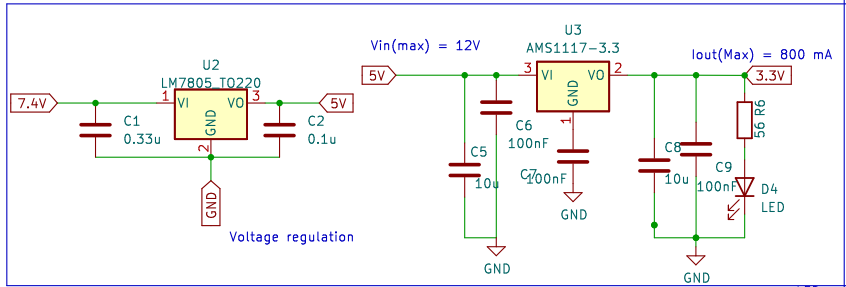 Vin(max) = 12V
U3
AMS1117-3.3
Iout(Max) = 800 mA
U2
LM7805_TO220
7.4V
1
VI
VO
3
5V
GND
2
C1
0.33u
C2
0.1u
GND
Voltage regulation
5V
3
VI
VO
2
GND
1
3.3V
C6
100nF
C5
10u
C7
100nF
GND
GND
C8
10u
C9
100nF
56
R6
D4
LED
GND